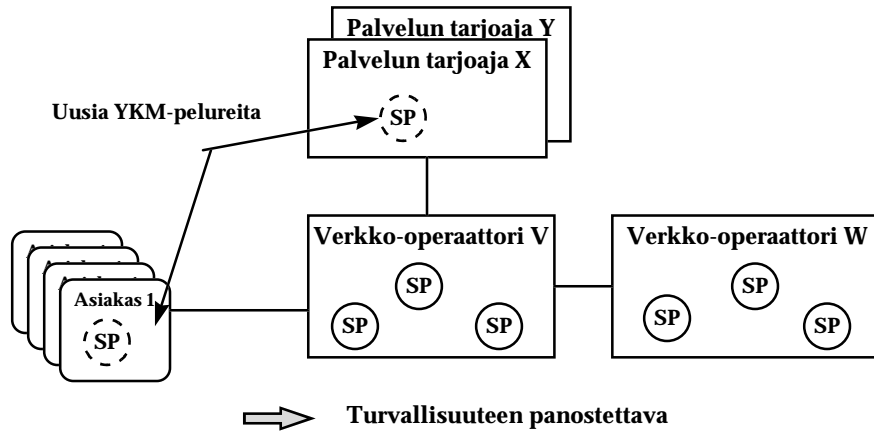 Palvelun tarjoaja Y
Palvelun tarjoaja X
SP
Uusia YKM-pelureita
Verkko-operaattori V
SP
SP
SP
Verkko-operaattori W
SP
SP
SP
Asiakas 1
SP
Turvallisuuteen panostettava